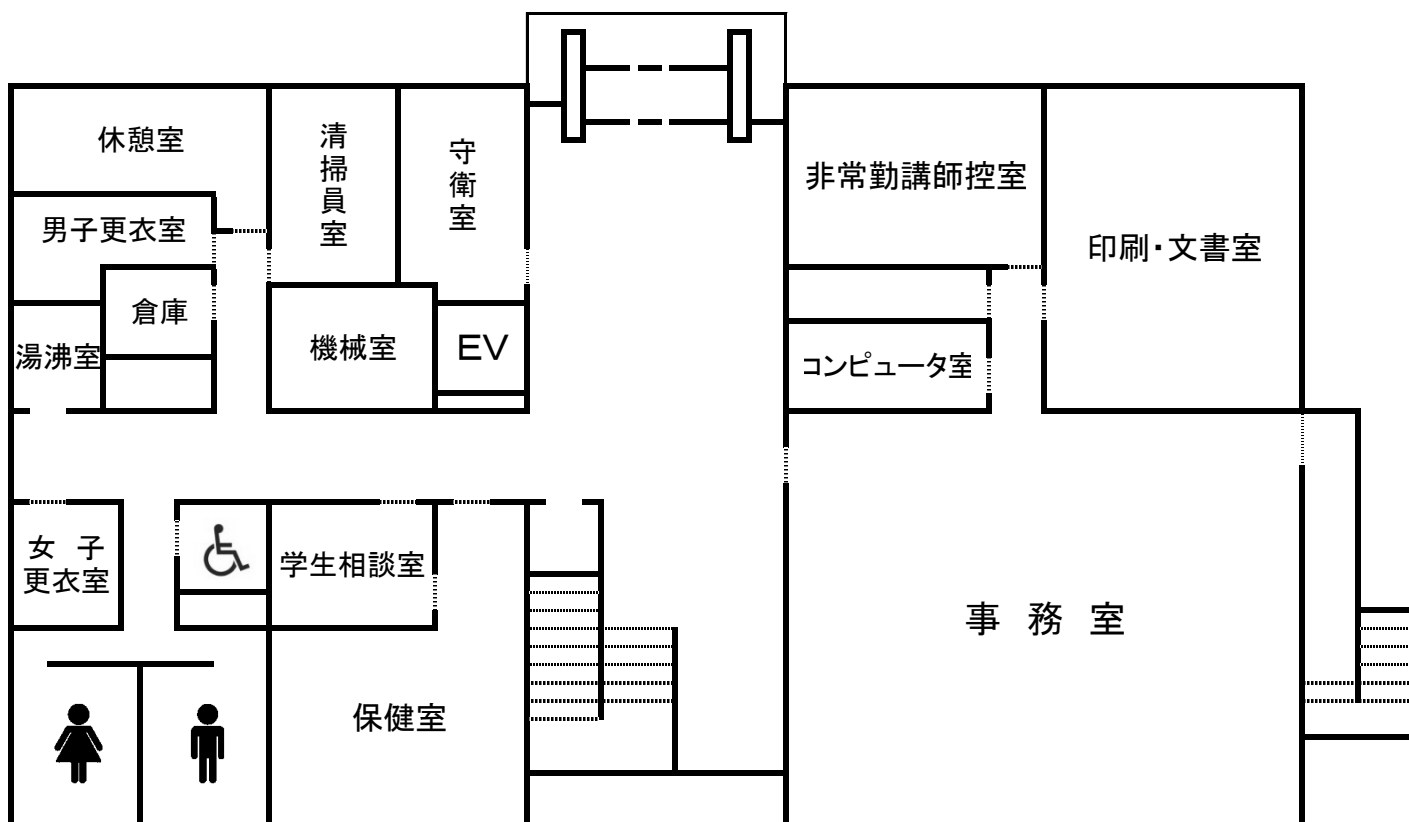 休憩室
清掃員室
守衛室
非常勤講師控室
印刷・文書室
男子更衣室
倉庫
湯沸室
機械室
EV
コンピュータ室
女子
更衣室
学生相談室
保健室
事務室